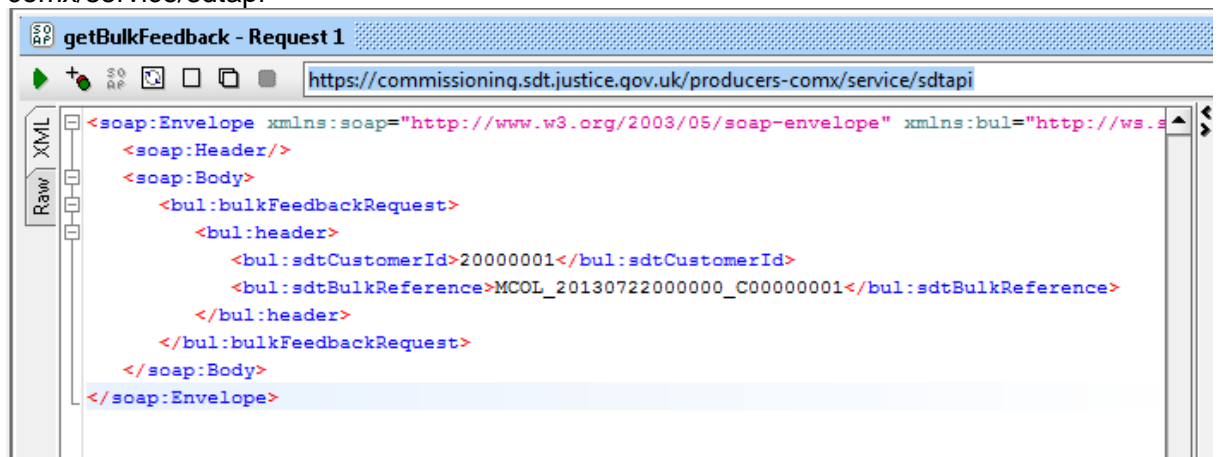 comx/service/sdtapi
getBulkFeedback - Request 1
https://commissioning.sdt.justice.gov.uk/producers-comx/service/sdtapi
XML
Raw
<soap:Envelope xmlns:soap="http://www.w3.org/2003/05/soap-envelope" xmlns:bul="http://ws.s
<soap:Header/>
<soap:Body>
<bul:bulkFeedbackRequest>
<bul:header>
<bul:sdtCustomerId>20000001</bul:sdtCustomerId>
<bul:sdtBulkReference>MCOL_20130722000000_C00000001</bul:sdtBulkReference>
</bul:header>
</bul:bulkFeedbackRequest>
</soap:Body>
</soap:Envelope>